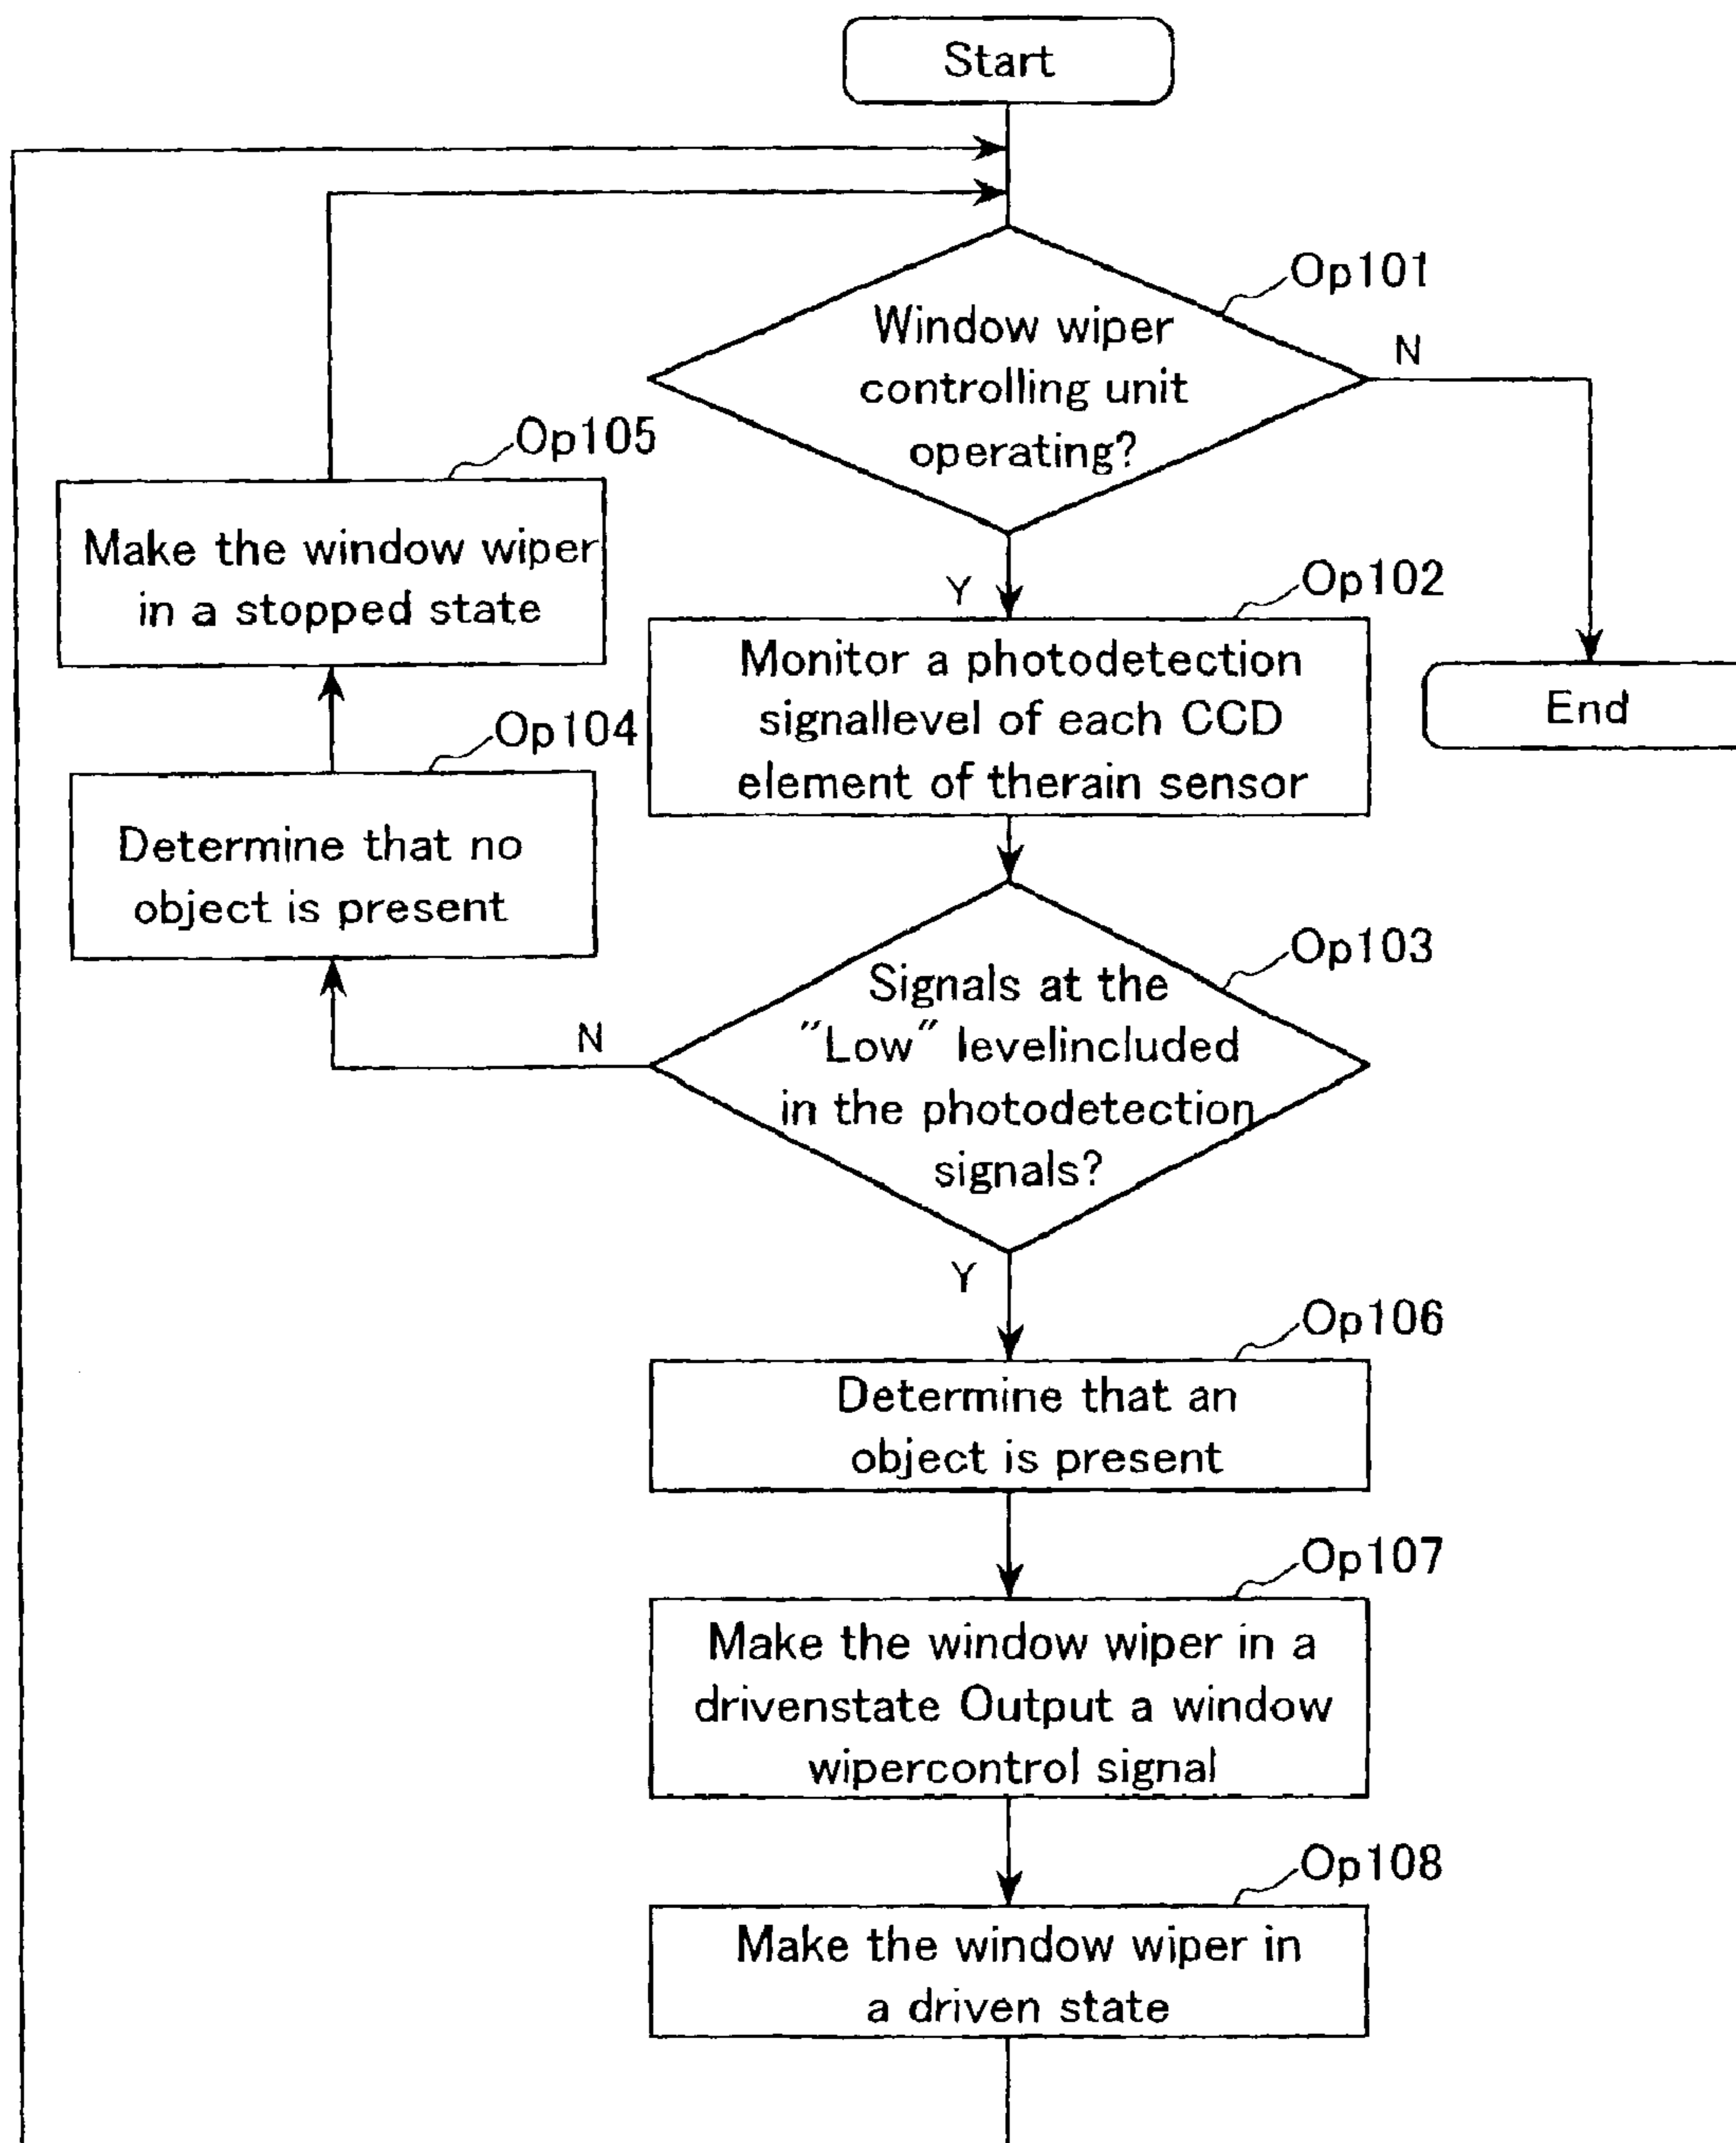 Start
Op101
Window wiper
controlling unit
operating?
N
Y
End
Op102
Monitor a photodetection
signallevel of each CCD
element of therain sensor
Op103
Signals at the
"Low" levelincluded
in the photodetection
signals?
N
Y
Op104
Determine that no
object is present
Op105
Make the window wiper
in a stopped state
Op106
Determine that an
object is present
Op107
Make the window wiper in a
drivenstate Output a window
wipercontrol signal
Op108
Make the window wiper in
a driven state